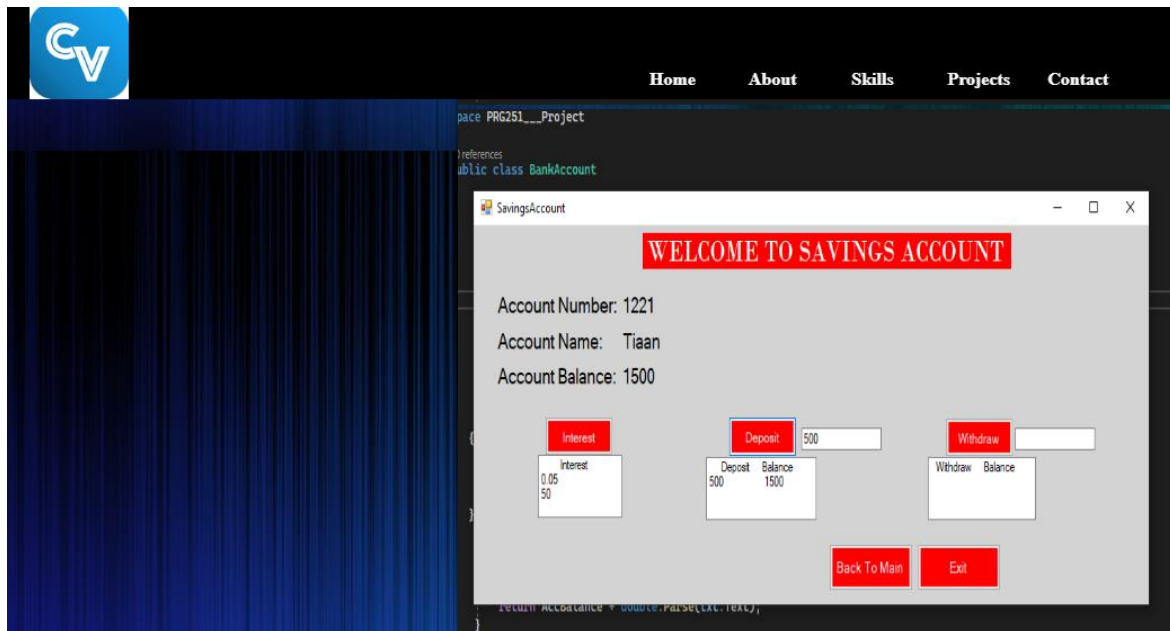 CV
Home About Skills Projects Contact
pace PRG251___Project
references
ublic class BankAccount
SavingsAccount
WELCOME TO SAVINGS ACCOUNT
Account Number: 1221
Account Name: Tiaan
Account Balance: 1500
{
Interest Deposit 500 Withdraw
Interest
0.05
50
Deposit Balance
500 1500
Withdraw Balance
}
Back To Main Exit
return AccBalance + double.Parse(txt.Text);
}